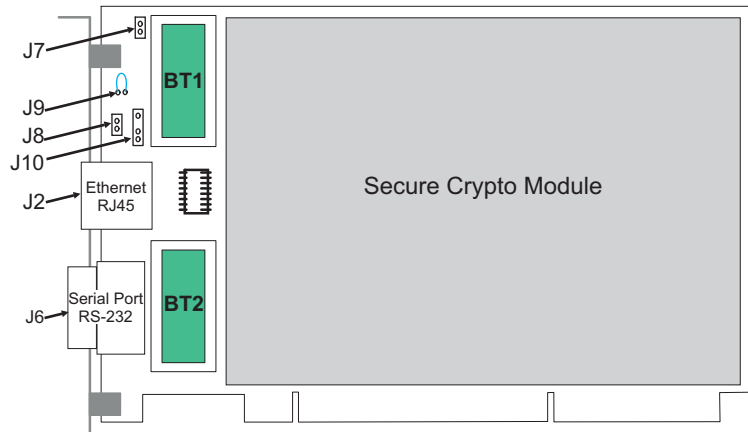 J7
BT1
J9
J8
J10
Ethernet
RJ45
J2
Secure Crypto Module
Serial Port
RS-232
BT2
J6